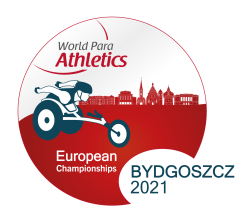 World Para
Athletics
European
Championships
BYDGOSZCZ
2021